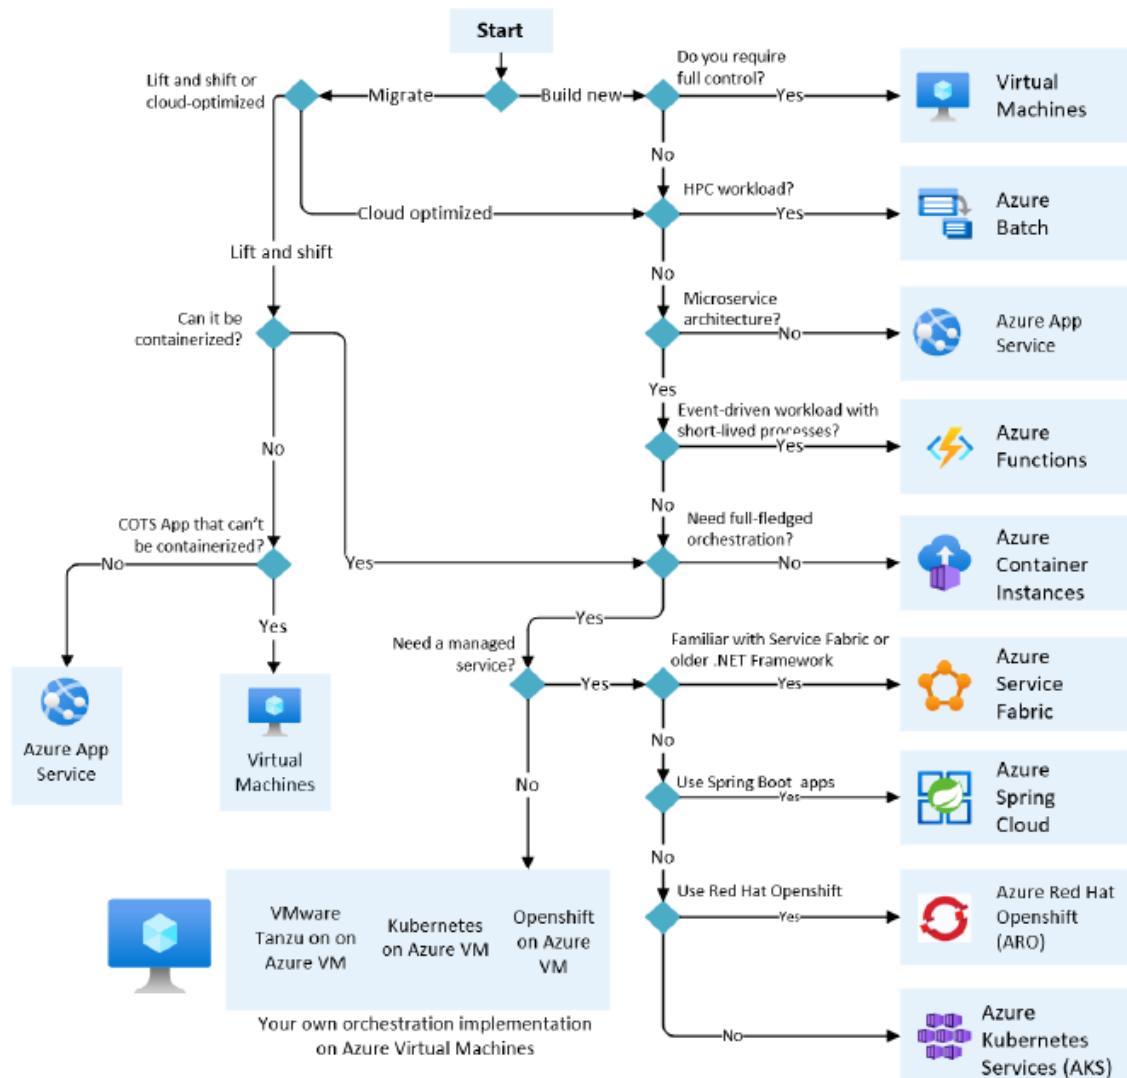 Start
Do you require
full control?
Lift and shift or
cloud-optimized
Migrate
Build new
Yes
Virtual
Machines
No
HPC workload?
Cloud optimized
Yes
Azure
Batch
Lift and shift
No
Microservice
architecture?
Can it be
containerized?
No
Azure App
Service
Yes
Event-driven workload with
short-lived processes?
Yes
Azure
Functions
No
No
Need full-fledged
orchestration?
COTS App that can't
be containerized?
No
Yes
No
Azure
Container
Instances
Yes
Yes
Need a managed
service?
Familiar with Service Fabric or
older .NET Framework
Yes
Yes
Azure
Service
Fabric
Azure App
Service
Virtual
Machines
No
No
Use Spring Boot apps
Yes
Azure
Spring
Cloud
No
Use Red Hat Openshift
Yes
Azure Red Hat
Openshift
(ARO)
VMware
Tanzu on on
Azure VM
Kubernetes
on Azure VM
Openshift
on Azure
VM
Your own orchestration implementation
on Azure Virtual Machines
No
Azure
Kubernetes
Services (AKS)